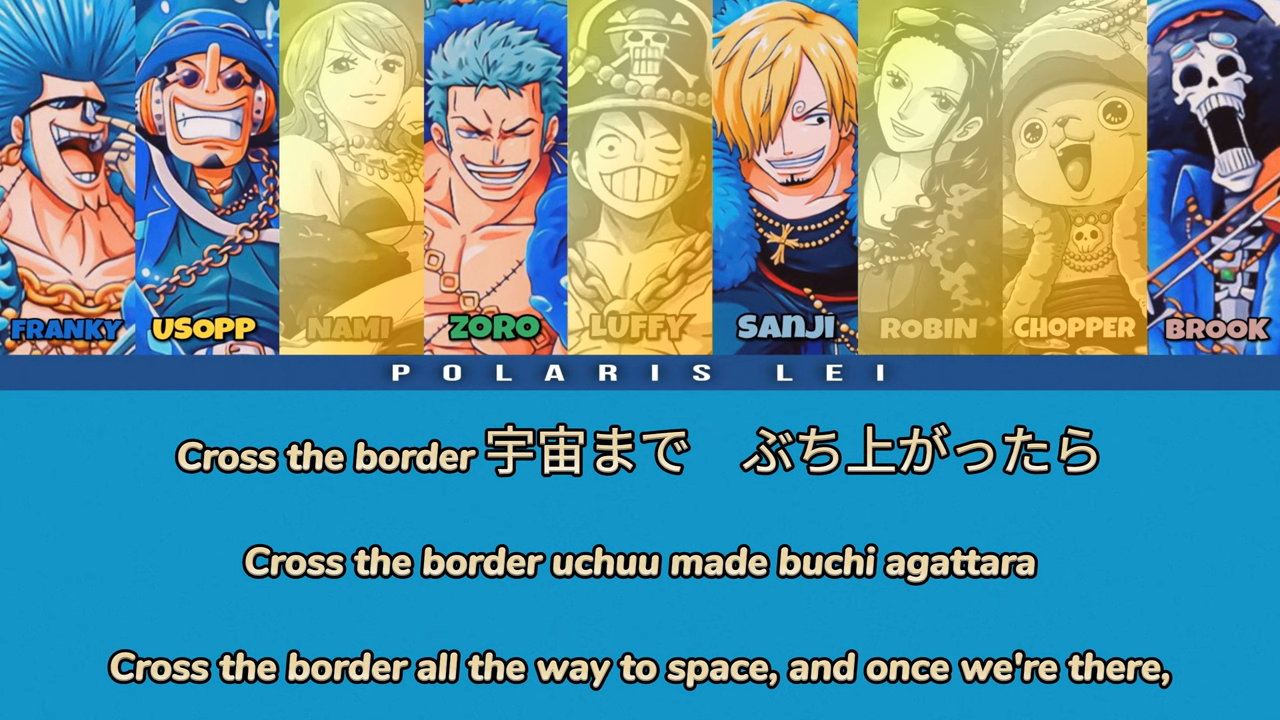 FRANKY USOPP NAMI ZORO LUFFY SANJI ROBIN CHOPPER BROOK
POLARIS LEI
Cross the border 宇宙まで　ぶち上がったら
Cross the border uchuu made buchi agattara
Cross the border all the way to space, and once we're there,